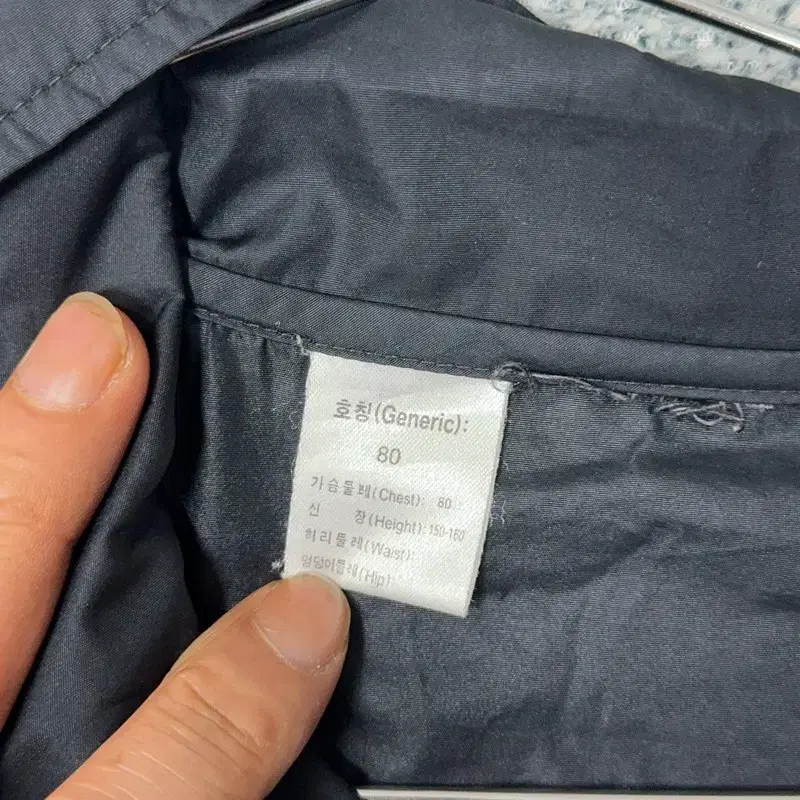 호칭(Generic):
80
가슴둘레(Chest): 80
신 장(Height): 150-160
허리둘레(Waist):
엉덩이둘레(Hip):